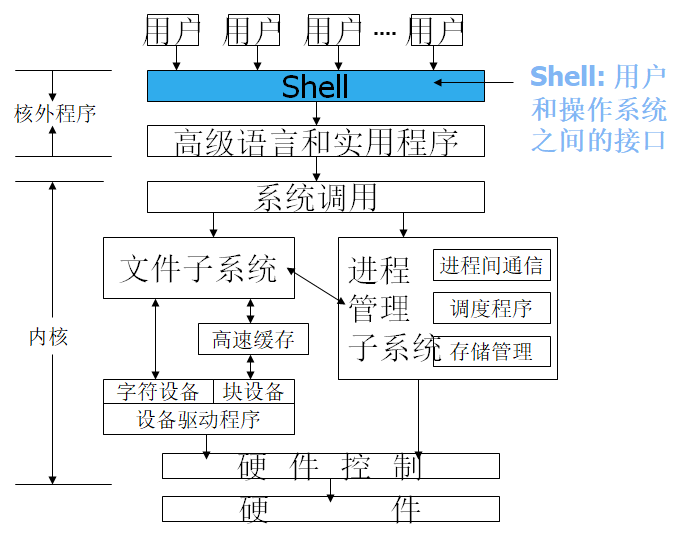 用户 用户 用户 .... 用户
Shell
Shell: 用户
和操作系统
之间的接口
核外程序
高级语言和实用程序
系统调用
文件子系统
进程
管理
子系统
进程间通信
调度程序
存储管理
内核
高速缓存
字符设备 块设备
设备驱动程序
硬 件 控 制
硬 件